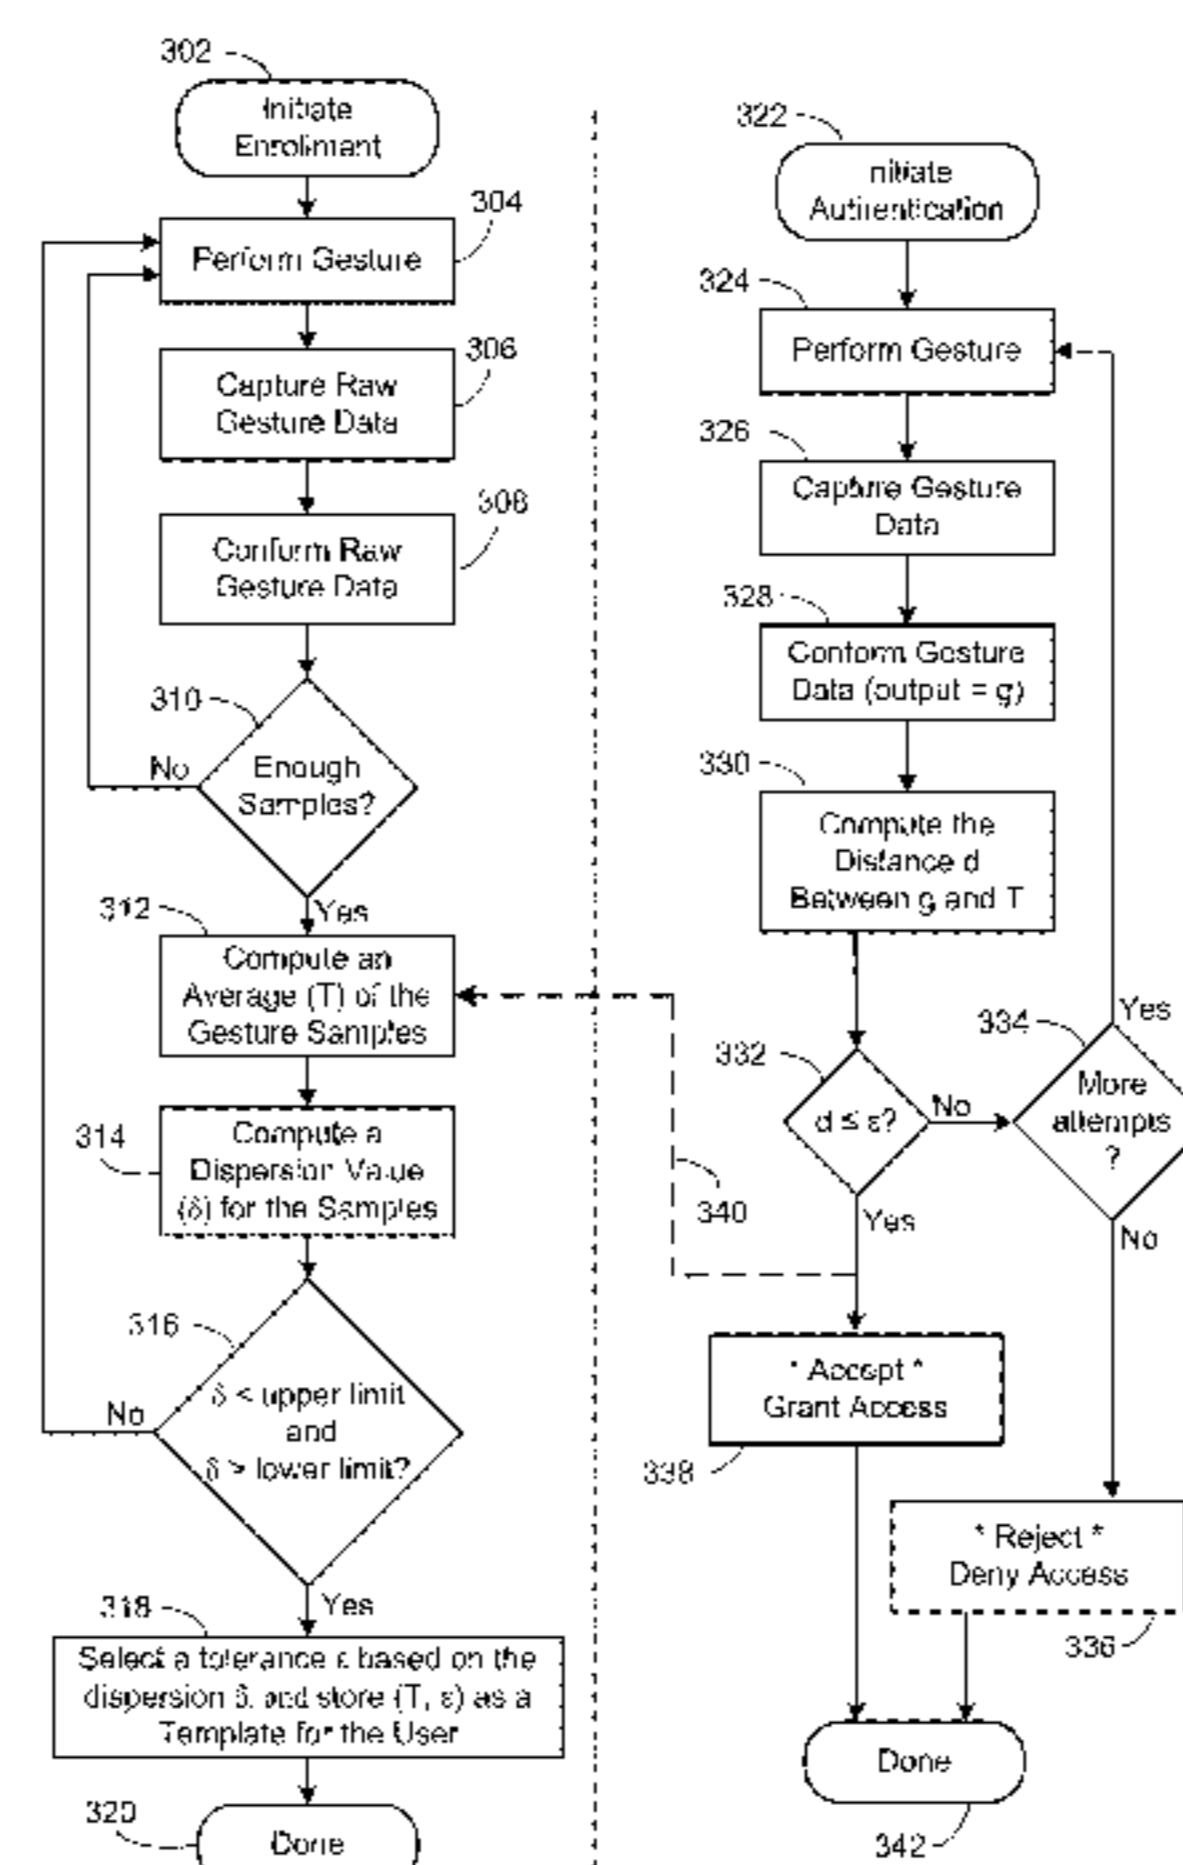 302
Initiate
Enrollment
304
Perform Gesture
306
Capture Raw
Gesture Data
308
Conform Raw
Gesture Data
310
Enough
Samples?
No
Yes
312
Compute an
Average (T) of the
Gesture Samples
314
Compute a
Dispersion Value
(δ) for the Samples
316
δ < upper limit
and
δ > lower limit?
No
Yes
318
Select a tolerance ε based on the
dispersion δ and store (T, ε) as a
Template for the User
320
Done
322
Initiate
Authentication
324
Perform Gesture
326
Capture Gesture
Data
328
Conform Gesture
Data (output = g)
330
Compute the
Distance d
Between g and T
332
d ≤ ε?
No
Yes
334
More
attempts
?
Yes
No
340
* Accept *
Grant Access
338
* Reject *
Deny Access
336
Done
342